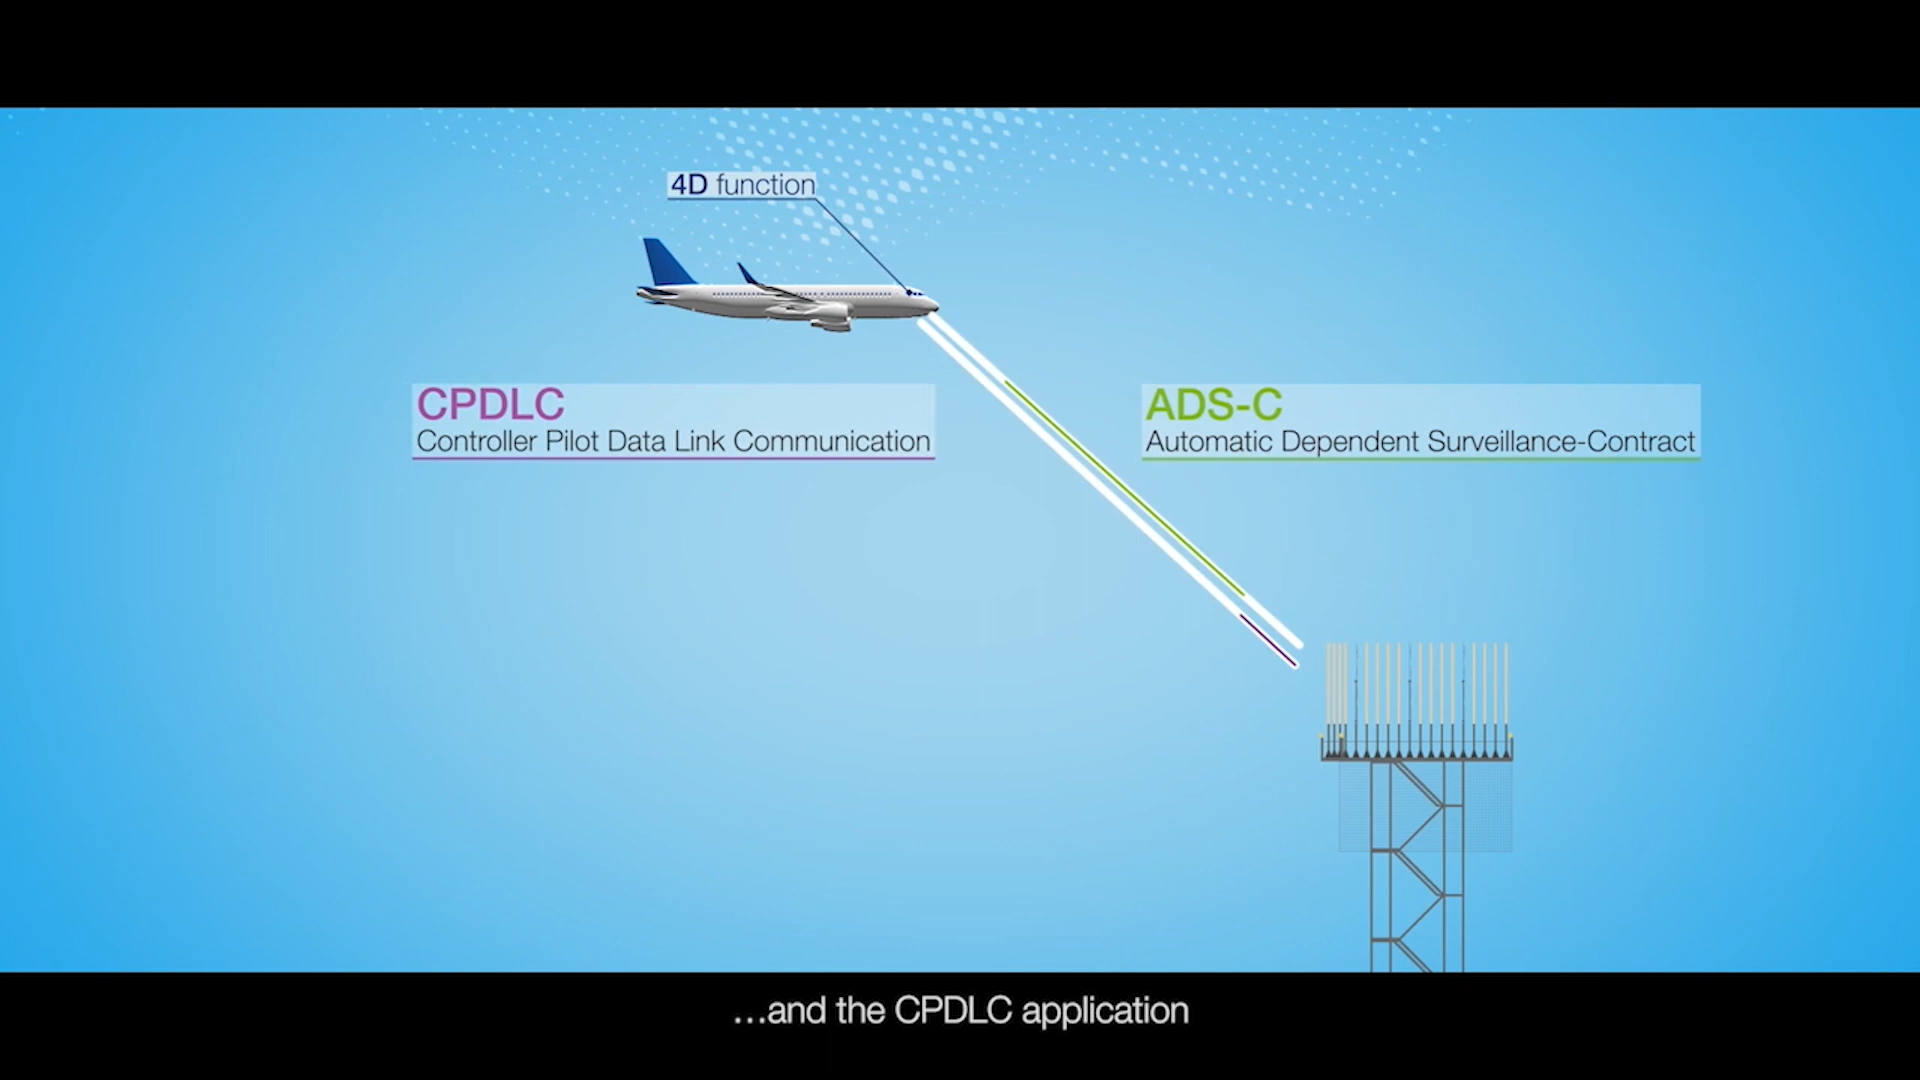 4D function
CPDLC
Controller Pilot Data Link Communication
ADS-C
Automatic Dependent Surveillance-Contract
...and the CPDLC application